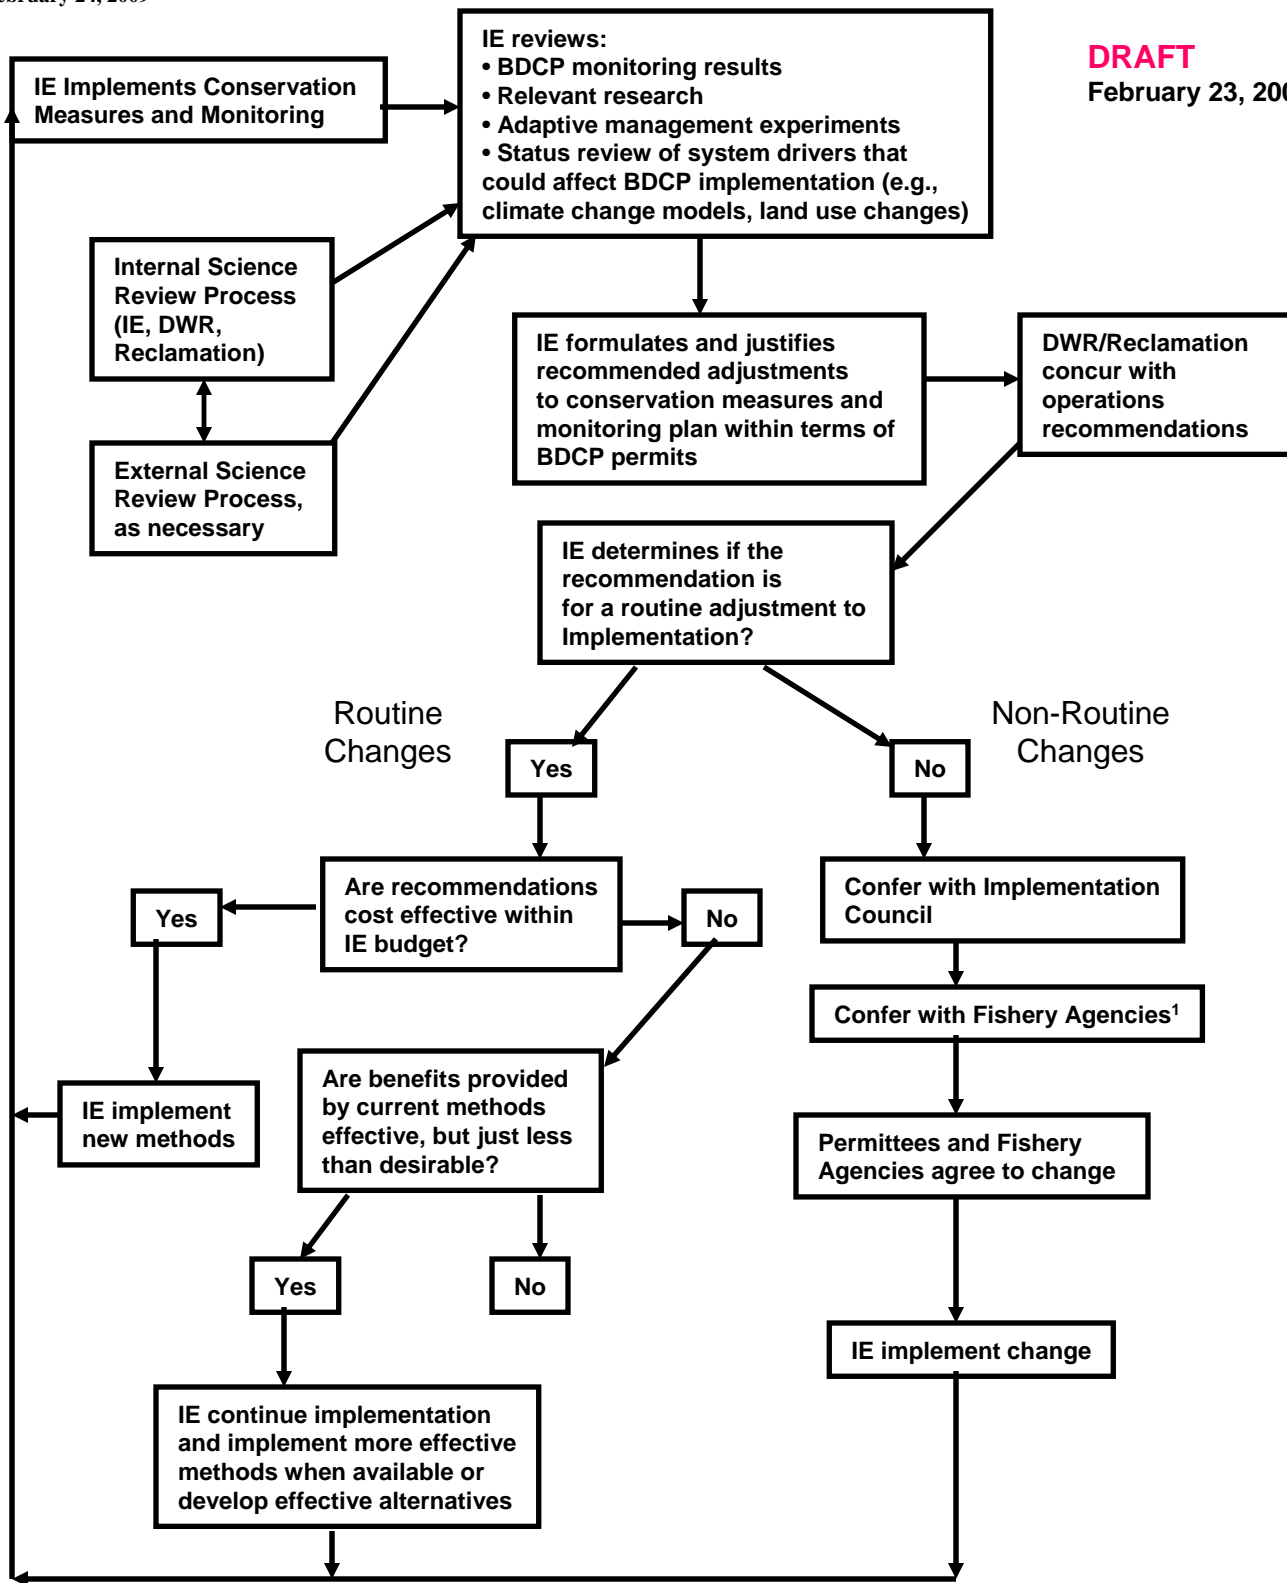 IE reviews:
• BDCP monitoring results
• Relevant research
• Adaptive management experiments
• Status review of system drivers that
could affect BDCP implementation (e.g.,
climate change models, land use changes)
DRAFT
February 23, 200
IE Implements Conservation
Measures and Monitoring
Internal Science
Review Process
(IE, DWR,
Reclamation)
External Science
Review Process,
as necessary
IE formulates and justifies
recommended adjustments
to conservation measures and
monitoring plan within terms of
BDCP permits
DWR/Reclamation
concur with
operations
recommendations
IE determines if the
recommendation is
for a routine adjustment to
Implementation?
Routine
Changes
Non-Routine
Changes
Yes
No
Are recommendations
cost effective within
IE budget?
Yes
No
Confer with Implementation
Council
Confer with Fishery Agencies¹
IE implement
new methods
Are benefits provided
by current methods
effective, but just less
than desirable?
Permittees and Fishery
Agencies agree to change
Yes
No
IE implement change
IE continue implementation
and implement more effective
methods when available or
develop effective alternatives